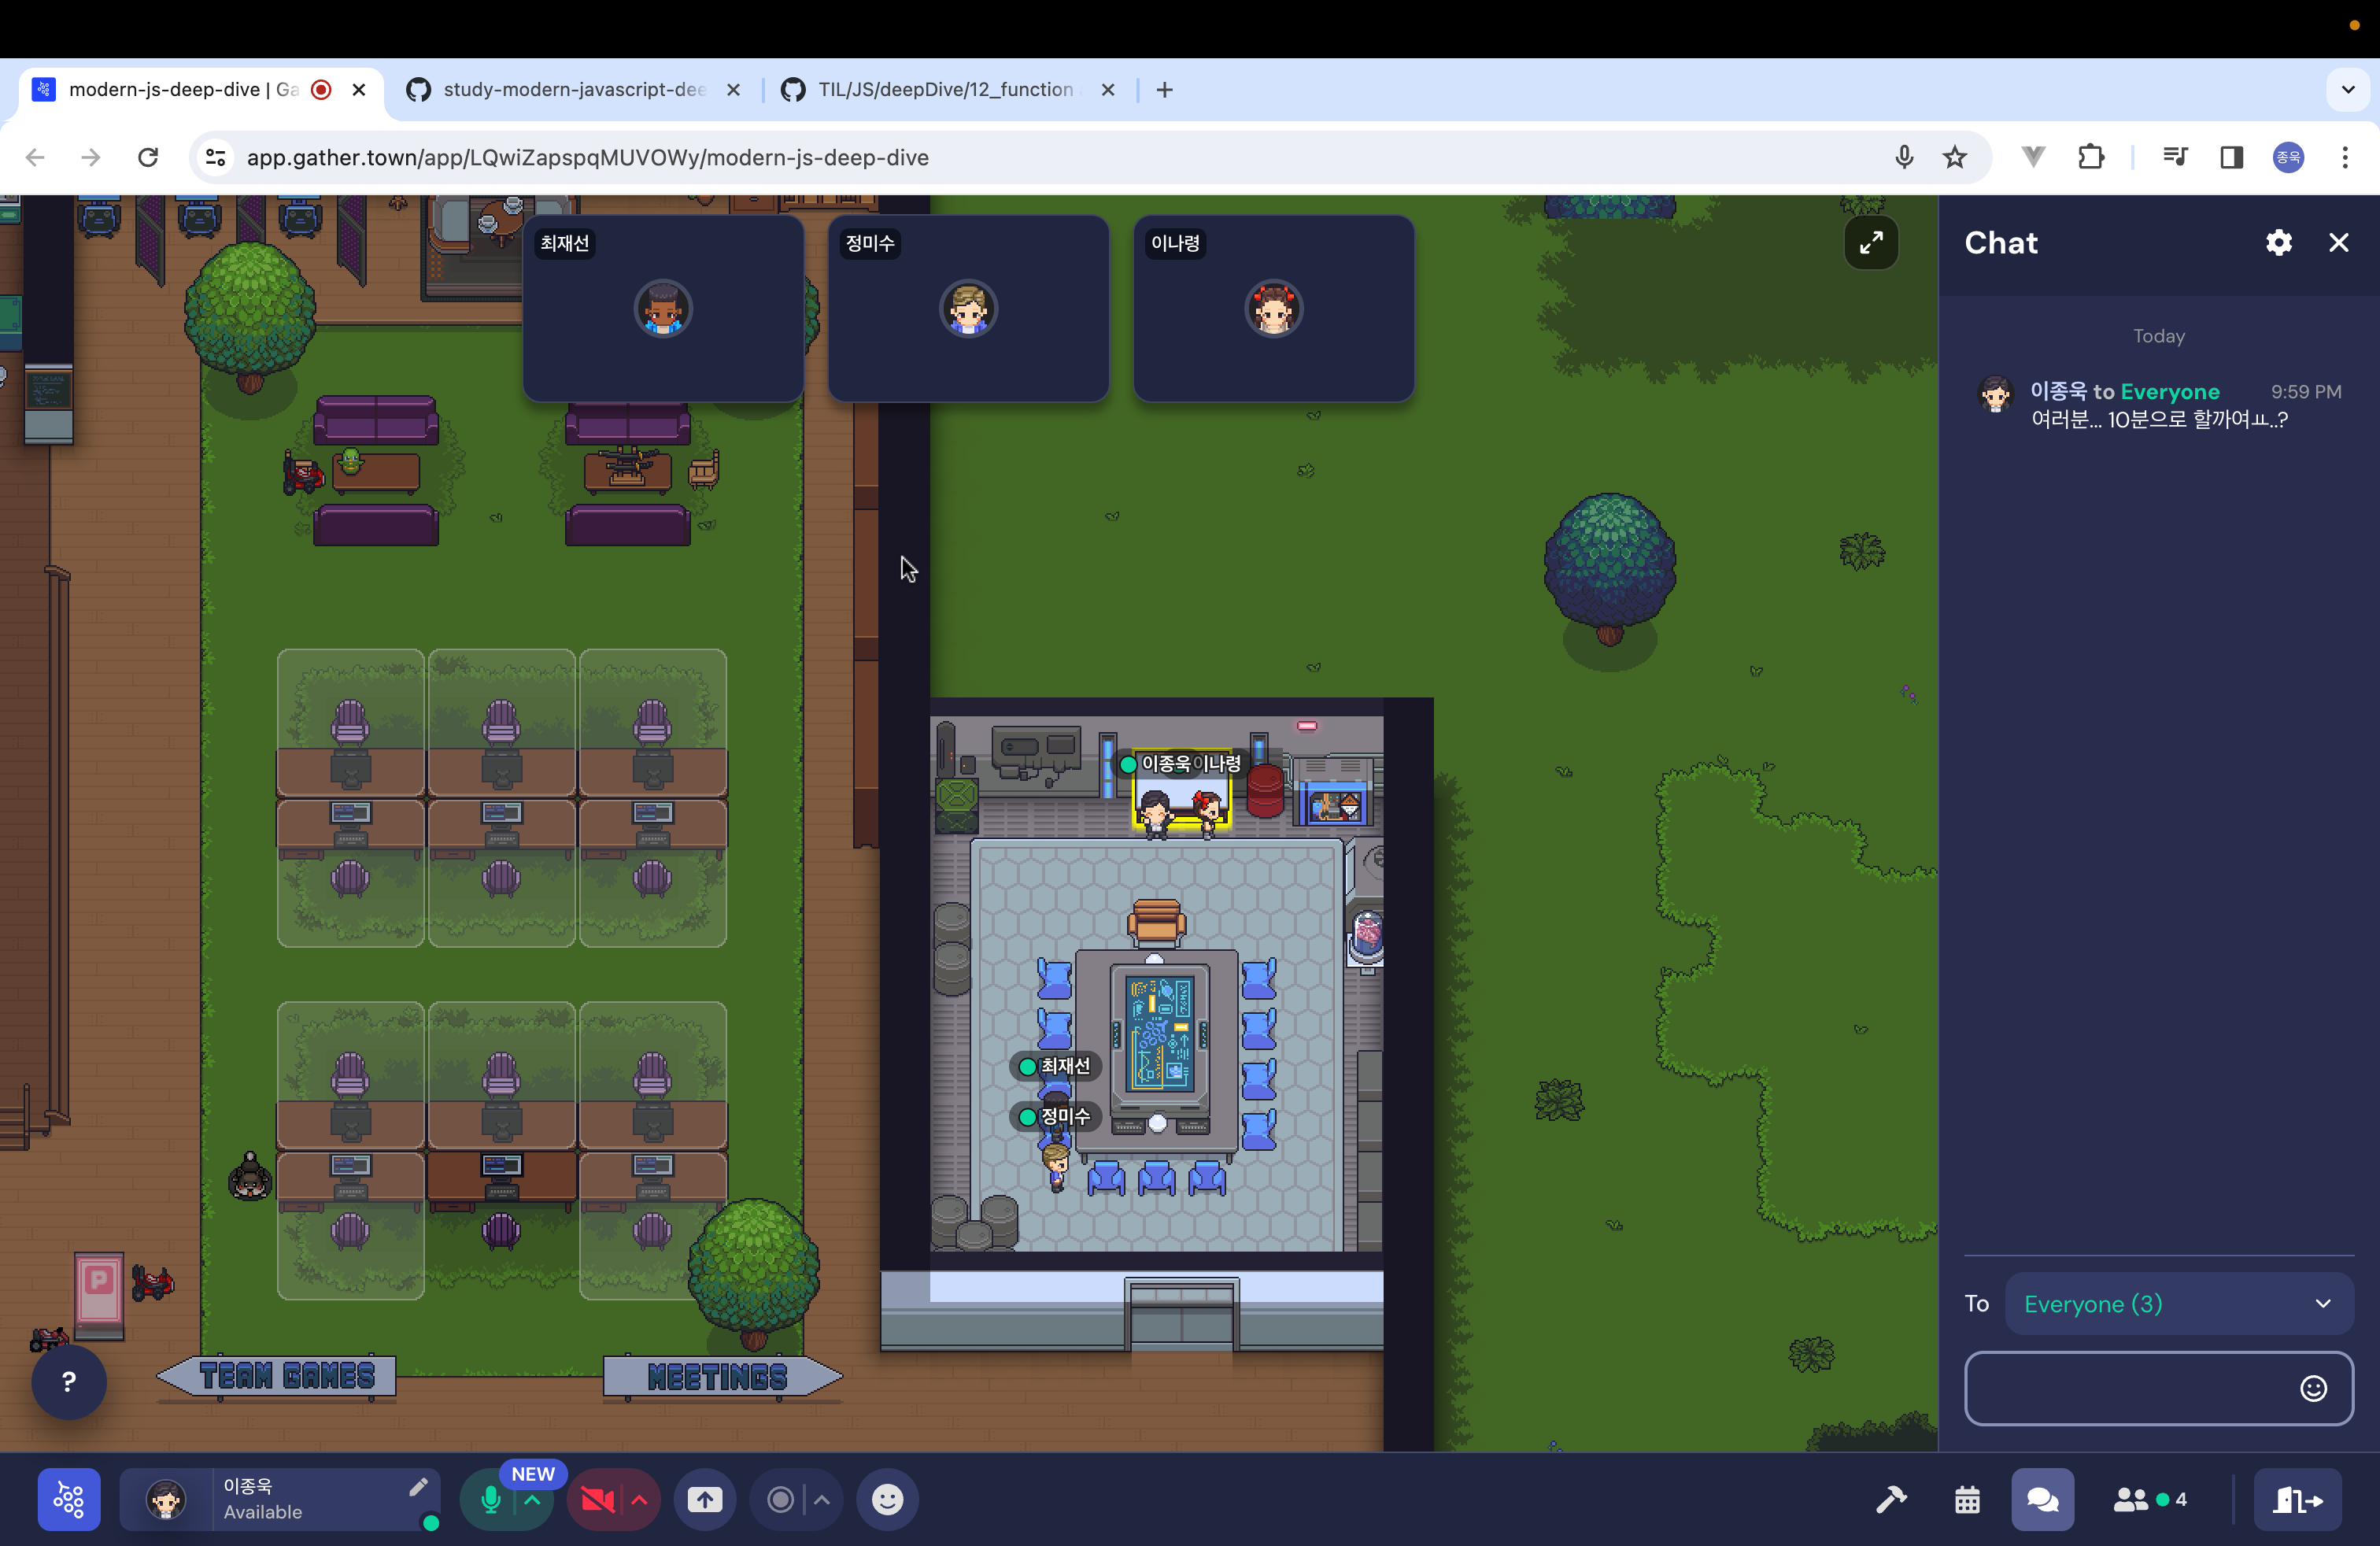 modern-js-deep-dive | Ga
study-modern-javascript-dee
TIL/JS/deepDive/12_function
app.gather.town/app/LQwiZapspqMUVOWy/modern-js-deep-dive
종욱
최재선
정미수
이나령
Chat
Today
이종욱 to Everyone 9:59 PM
여러분... 10분으로 할까여ㅛ..?
이종욱 이나령
최재선
정미수
P
TEAM GAMES
MEETINGS
To Everyone (3)
?
이종욱
Available
NEW
4